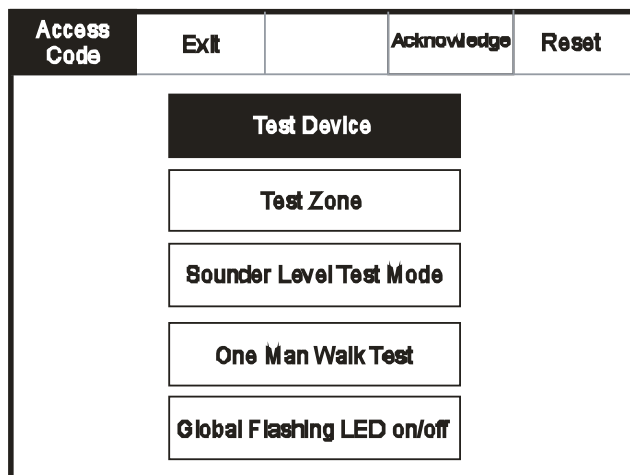 Access
Code
Exit
Acknowledge
Reset
Test Device
Test Zone
Sounder Level Test Mode
One Man Walk Test
Global Flashing LED on/off